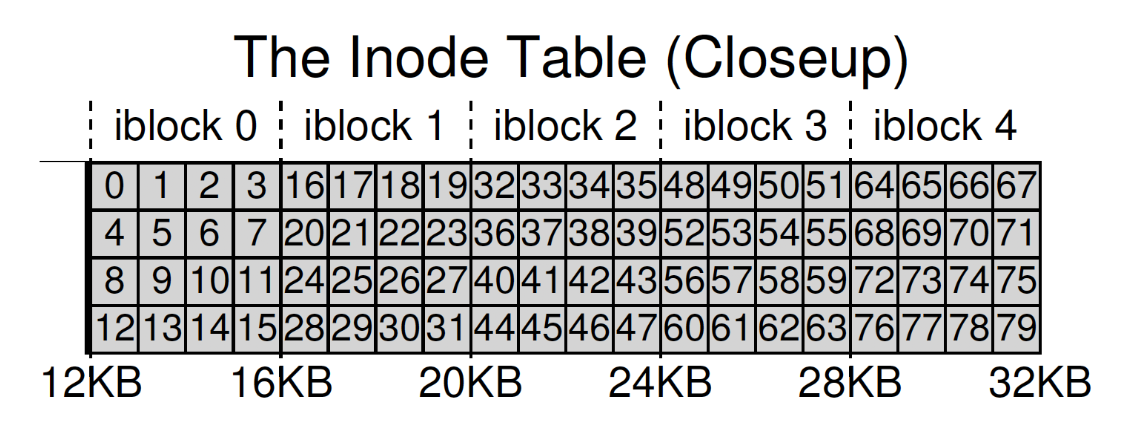 The Inode Table (Closeup)
iblock 0 iblock 1 iblock 2 iblock 3 iblock 4
0 1 2 3 16 17 18 19 32 33 34 35 48 49 50 51 64 65 66 67
4 5 6 7 20 21 22 23 36 37 38 39 52 53 54 55 68 69 70 71
8 9 10 11 24 25 26 27 40 41 42 43 56 57 58 59 72 73 74 75
12 13 14 15 28 29 30 31 44 45 46 47 60 61 62 63 76 77 78 79
12KB 16KB 20KB 24KB 28KB 32KB